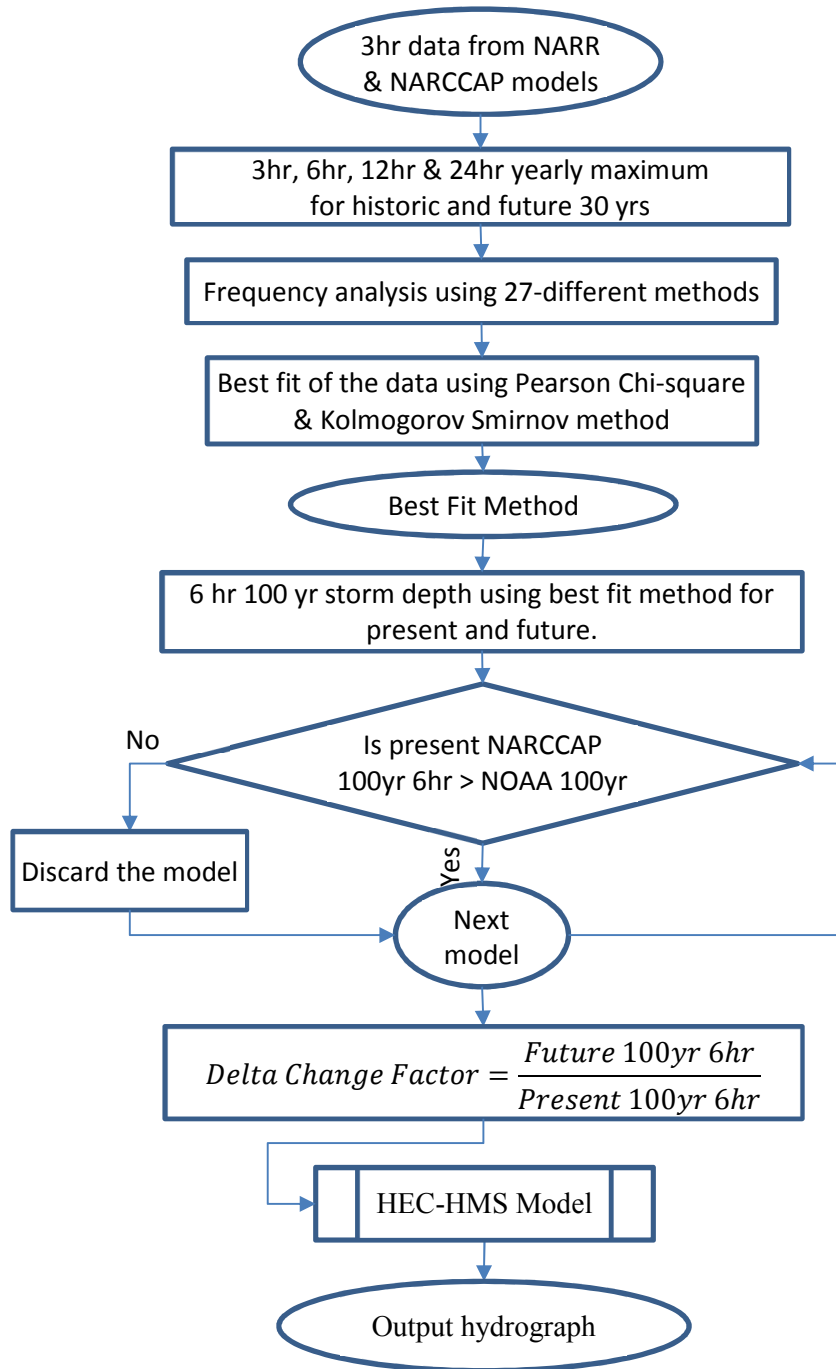 3hr data from NARR
& NARCCAP models
3hr, 6hr, 12hr & 24hr yearly maximum
for historic and future 30 yrs
Frequency analysis using 27-different methods
Best fit of the data using Pearson Chi-square
& Kolmogorov Smirnov method
Best Fit Method
6 hr 100 yr storm depth using best fit method for
present and future.
No
Is present NARCCAP
100yr 6hr > NOAA 100yr
Discard the model
Yes
Next
model
Delta Change Factor = Future 100yr 6hr / Present 100yr 6hr
HEC-HMS Model
Output hydrograph